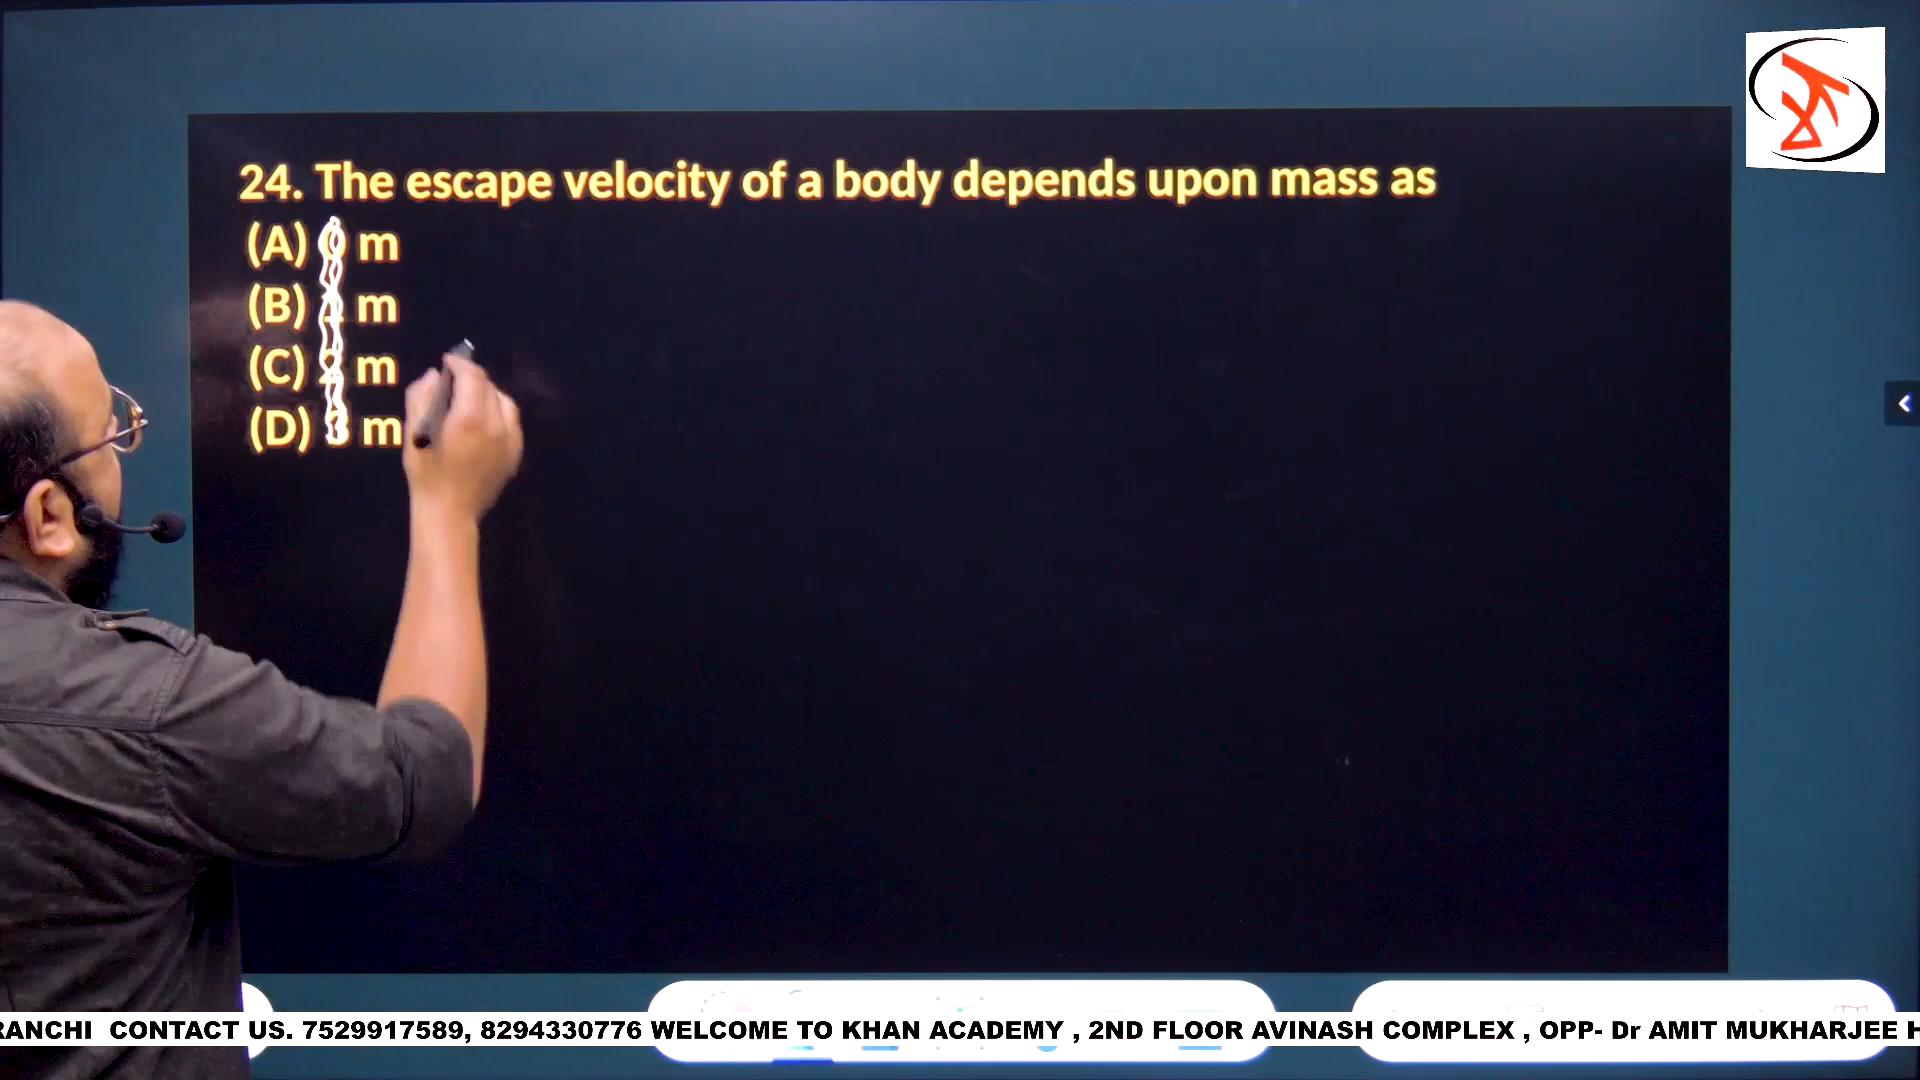 24. The escape velocity of a body depends upon mass as
(A) m
(B) m
(C) m
(D) m
RANCHI CONTACT US. 7529917589, 8294330776 WELCOME TO KHAN ACADEMY , 2ND FLOOR AVINASH COMPLEX , OPP- Dr AMIT MUKHARJEE H